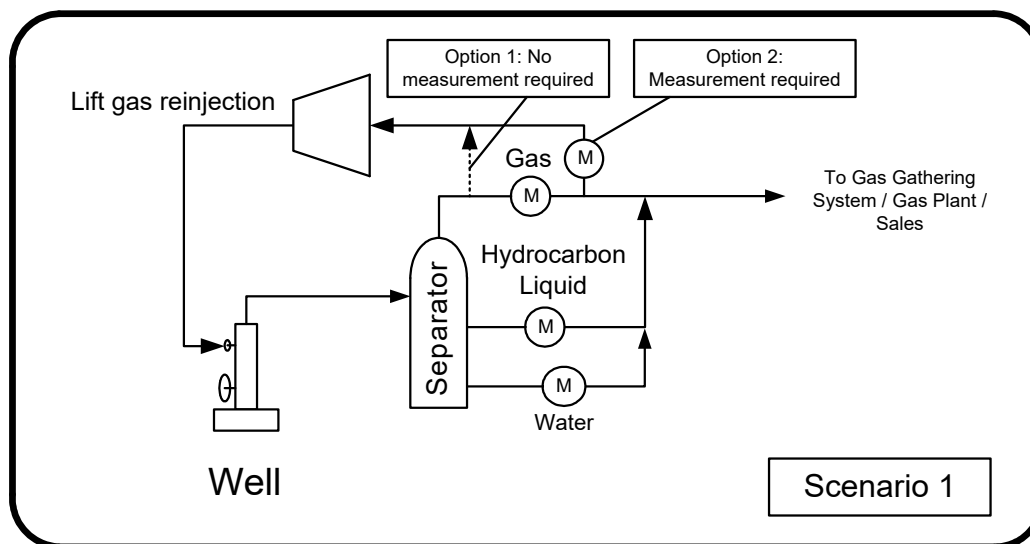 Option 1: No
measurement required
Option 2:
Measurement required
Lift gas reinjection
Gas
M
M
To Gas Gathering
System / Gas Plant /
Sales
Hydrocarbon
Liquid
M
Separator
M
Water
Well
Scenario 1